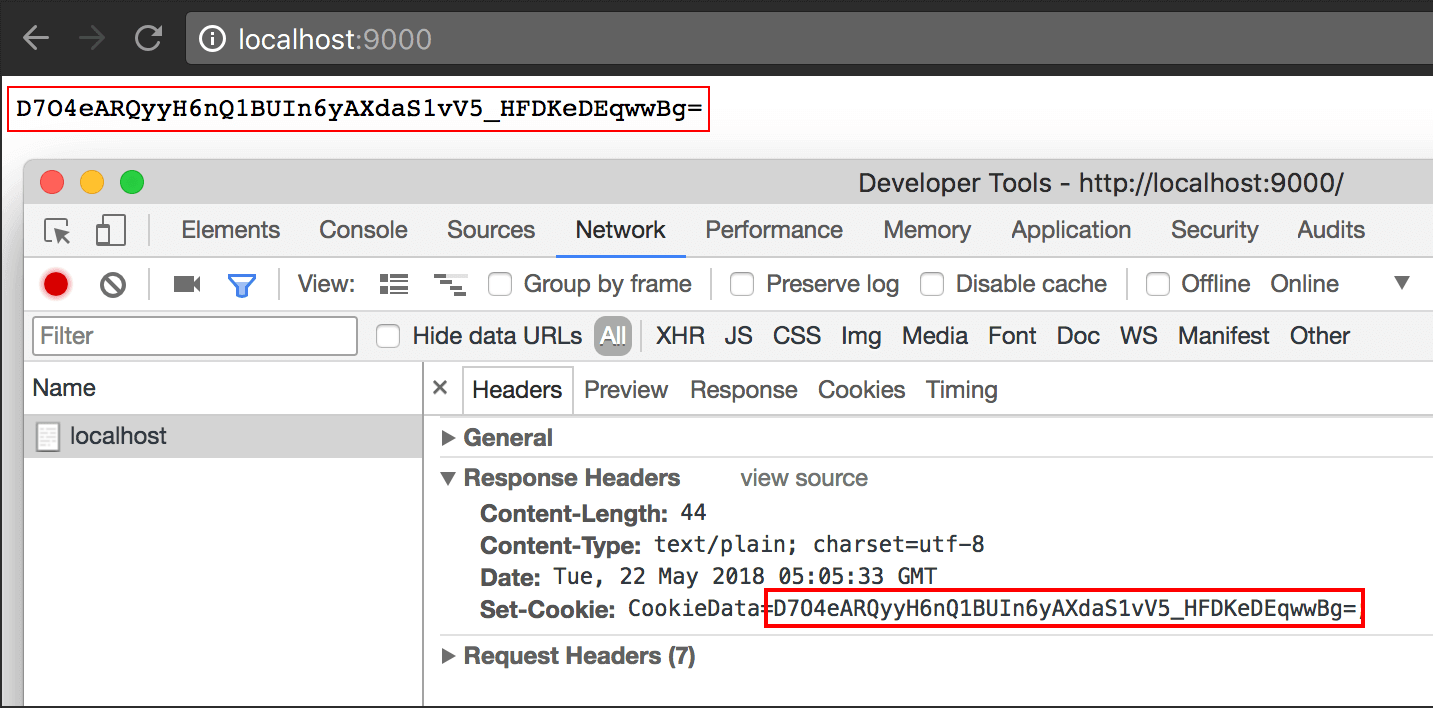 localhost:9000
D7O4eARQyyH6nQ1BUIn6yAXdaS1vV5_HFDKeDEqwwBg=
Developer Tools - http://localhost:9000/
Elements Console Sources Network Performance Memory Application Security Audits
View: Group by frame Preserve log Disable cache Offline Online
Filter Hide data URLs All XHR JS CSS Img Media Font Doc WS Manifest Other
Name × Headers Preview Response Cookies Timing
General
localhost
Response Headers view source
Content-Length: 44
Content-Type: text/plain; charset=utf-8
Date: Tue, 22 May 2018 05:05:33 GMT
Set-Cookie: CookieData=D7O4eARQyyH6nQ1BUIn6yAXdaS1vV5_HFDKeDEqwwBg=;
Request Headers (7)